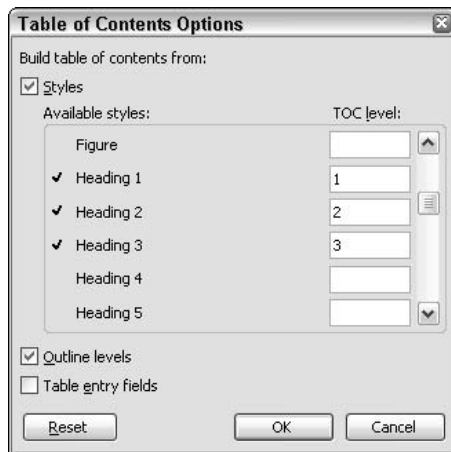 Table of Contents Options
Build table of contents from:
Styles
Available styles: TOC level:
Figure
Heading 1 1
Heading 2 2
Heading 3 3
Heading 4
Heading 5
Outline levels
Table entry fields
Reset OK Cancel